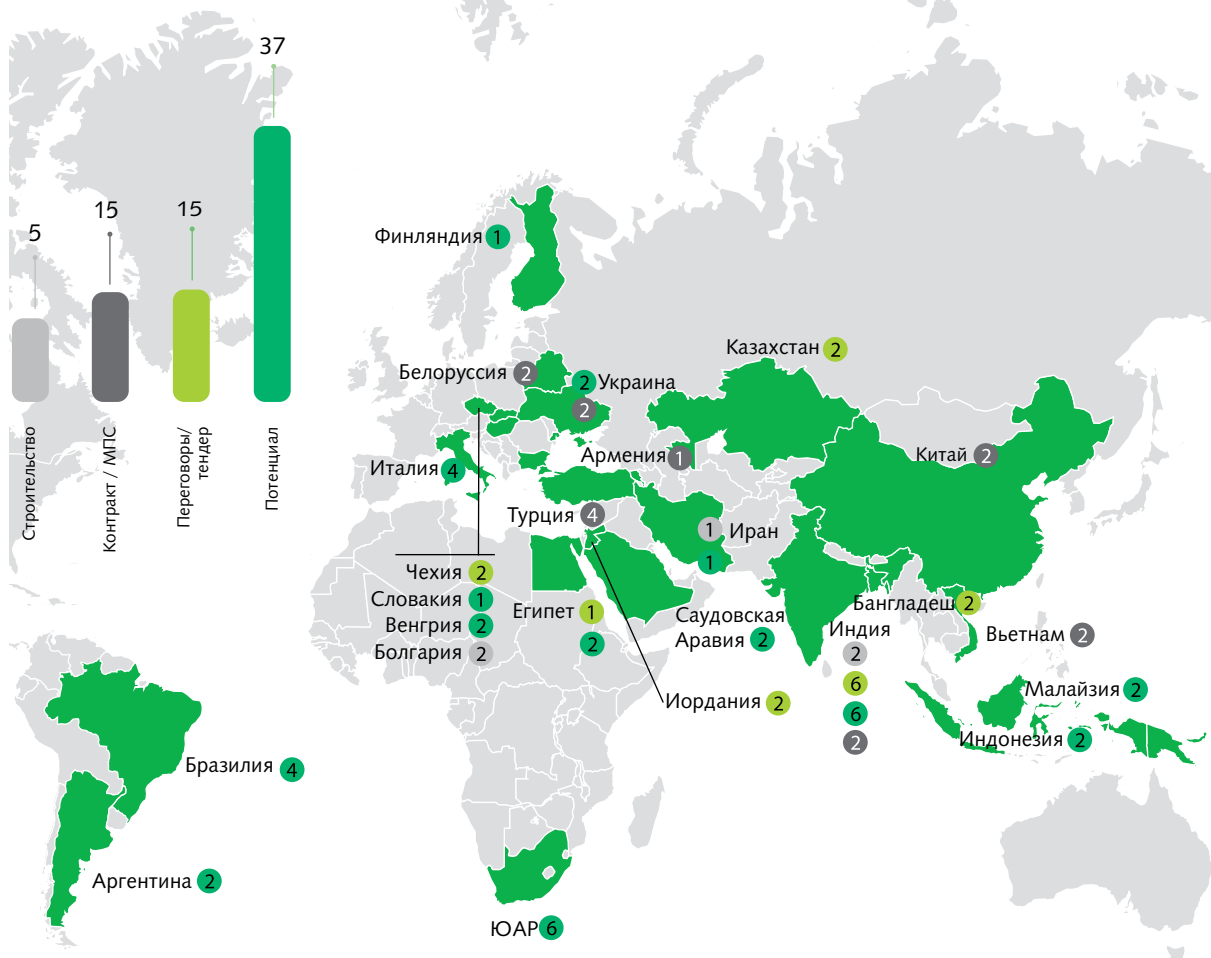 37
15
15
5
Строительство
Контракт / МПС
Переговоры/
тендер
Потенциал
Финляндия 1
Казахстан 2
Белоруссия 2
2 Украина
2
Италия 4
Армения 1
Китай 2
Турция 4
1 Иран
1
Чехия 2
Словакия 1
Венгрия 2
Болгария 2
Египет 1
2
Саудовская
Аравия 2
Бангладеш 2
Индия
2
6
6
2
Вьетнам 2
Иордания 2
Малайзия 2
Индонезия 2
Бразилия 4
Аргентина 2
ЮАР 6